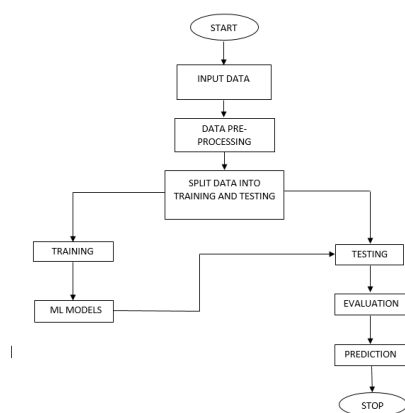 START
INPUT DATA
DATA PRE-
PROCESSING
SPLIT DATA INTO
TRAINING AND TESTING
TRAINING
TESTING
ML MODELS
EVALUATION
PREDICTION
STOP